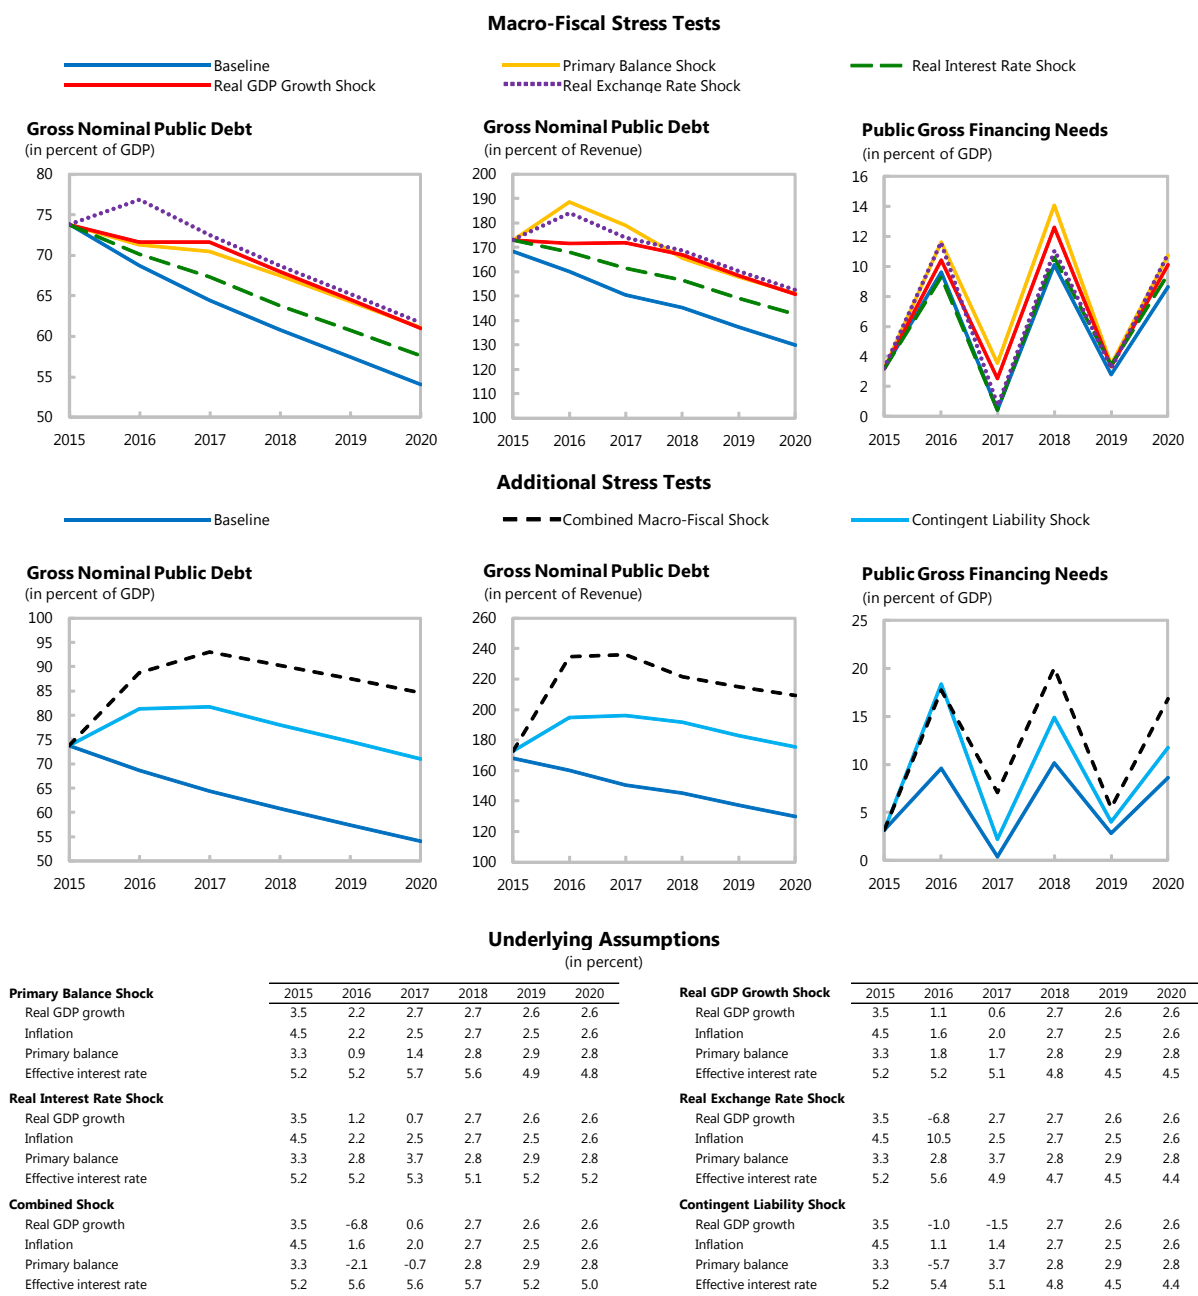 Macro-Fiscal Stress Tests
Baseline
Primary Balance Shock
Real Interest Rate Shock
Real GDP Growth Shock
Real Exchange Rate Shock
Gross Nominal Public Debt
(in percent of GDP)
80
75
70
65
60
55
50
2015 2016 2017 2018 2019 2020
Gross Nominal Public Debt
(in percent of Revenue)
200
190
180
170
160
150
140
130
120
110
100
2015 2016 2017 2018 2019 2020
Public Gross Financing Needs
(in percent of GDP)
16
14
12
10
8
6
4
2
0
2015 2016 2017 2018 2019 2020
Additional Stress Tests
Baseline
Combined Macro-Fiscal Shock
Contingent Liability Shock
Gross Nominal Public Debt
(in percent of GDP)
100
95
90
85
80
75
70
65
60
55
50
2015 2016 2017 2018 2019 2020
Gross Nominal Public Debt
(in percent of Revenue)
260
240
220
200
180
160
140
120
100
2015 2016 2017 2018 2019 2020
Public Gross Financing Needs
(in percent of GDP)
25
20
15
10
5
0
2015 2016 2017 2018 2019 2020
Underlying Assumptions
(in percent)
Primary Balance Shock 2015 2016 2017 2018 2019 2020
Real GDP growth 3.5 2.2 2.7 2.7 2.6 2.6
Inflation 4.5 2.2 2.5 2.7 2.5 2.6
Primary balance 3.3 0.9 1.4 2.8 2.9 2.8
Effective interest rate 5.2 5.2 5.7 5.6 4.9 4.8
Real Interest Rate Shock
Real GDP growth 3.5 1.2 0.7 2.7 2.6 2.6
Inflation 4.5 2.2 2.5 2.7 2.5 2.6
Primary balance 3.3 2.8 3.7 2.8 2.9 2.8
Effective interest rate 5.2 5.2 5.3 5.1 5.2 5.2
Combined Shock
Real GDP growth 3.5 -6.8 0.6 2.7 2.6 2.6
Inflation 4.5 1.6 2.0 2.7 2.5 2.6
Primary balance 3.3 -2.1 -0.7 2.8 2.9 2.8
Effective interest rate 5.2 5.6 5.6 5.7 5.2 5.0
Real GDP Growth Shock 2015 2016 2017 2018 2019 2020
Real GDP growth 3.5 1.1 0.6 2.7 2.6 2.6
Inflation 4.5 1.6 2.0 2.7 2.5 2.6
Primary balance 3.3 1.8 1.7 2.8 2.9 2.8
Effective interest rate 5.2 5.2 5.1 4.8 4.5 4.5
Real Exchange Rate Shock
Real GDP growth 3.5 -6.8 2.7 2.7 2.6 2.6
Inflation 4.5 10.5 2.5 2.7 2.5 2.6
Primary balance 3.3 2.8 3.7 2.8 2.9 2.8
Effective interest rate 5.2 5.6 4.9 4.7 4.5 4.4
Contingent Liability Shock
Real GDP growth 3.5 -1.0 -1.5 2.7 2.6 2.6
Inflation 4.5 1.1 1.4 2.7 2.5 2.6
Primary balance 3.3 -5.7 3.7 2.8 2.9 2.8
Effective interest rate 5.2 5.4 5.1 4.8 4.5 4.4